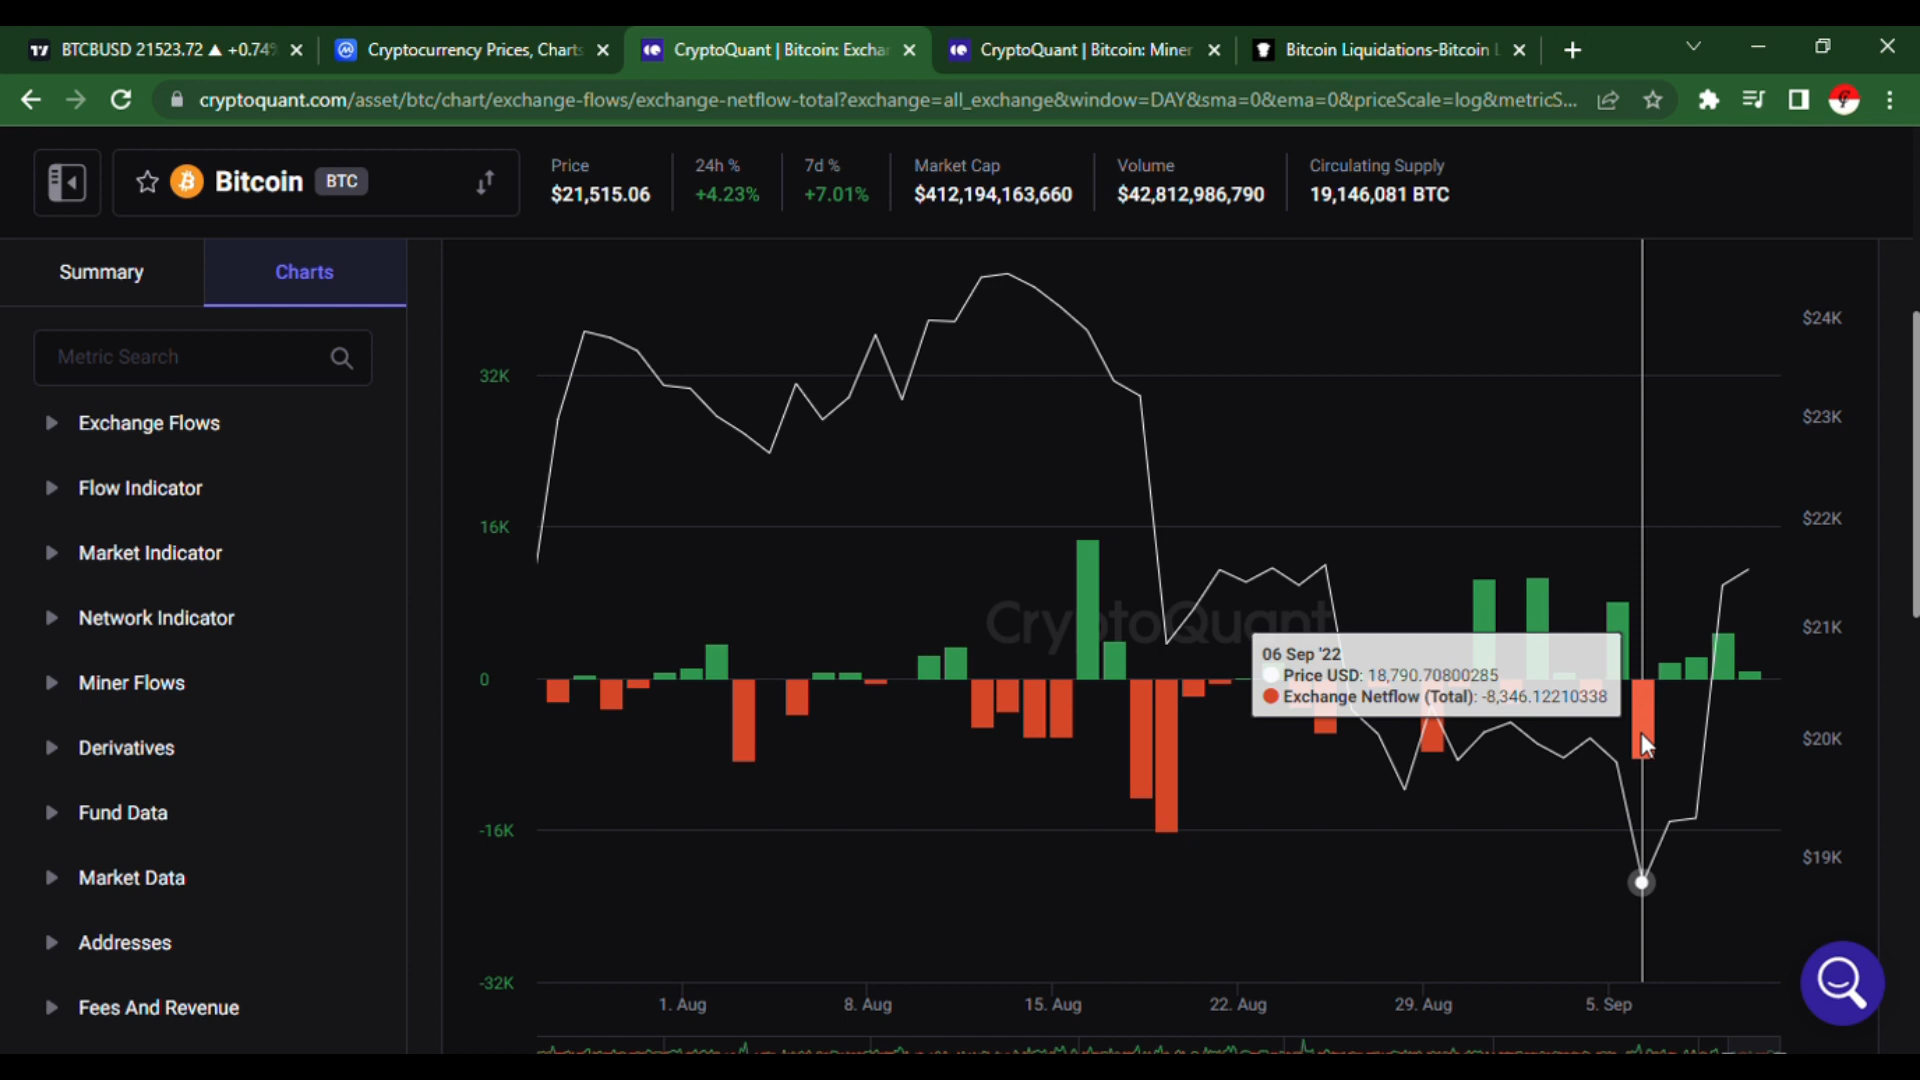 BTCBUSD 21523.72 ▲ +0.74%
Cryptocurrency Prices, Charts
CryptoQuant | Bitcoin: Exchan
CryptoQuant | Bitcoin: Miner
Bitcoin Liquidations-Bitcoin L
cryptoquant.com/asset/btc/chart/exchange-flows/exchange-netflow-total?exchange=all_exchange&window=DAY&sma=0&ema=0&priceScale=log&metricS...
Bitcoin BTC
Price
$21,515.06
24h %
+4.23%
7d %
+7.01%
Market Cap
$412,194,163,660
Volume
$42,812,986,790
Circulating Supply
19,146,081 BTC
Summary
Charts
Metric Search
Exchange Flows
Flow Indicator
Market Indicator
Network Indicator
Miner Flows
Derivatives
Fund Data
Market Data
Addresses
Fees And Revenue
32K
16K
0
-16K
-32K
CryptoQuant
06 Sep '22
Price USD: 18,790.70800285
Exchange Netflow (Total): -8,346.12210338
$24K
$23K
$22K
$21K
$20K
$19K
1. Aug
8. Aug
15. Aug
22. Aug
29. Aug
5. Sep